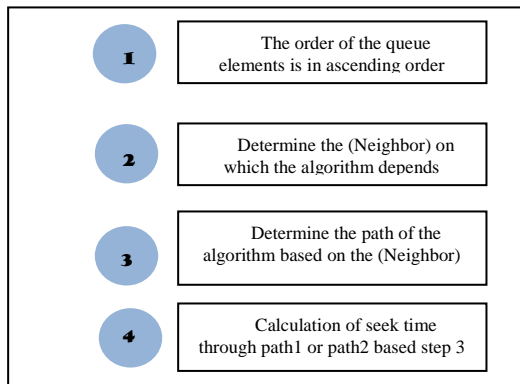 1
The order of the queue
elements is in ascending order
2
Determine the (Neighbor) on
which the algorithm depends
3
Determine the path of the
algorithm based on the (Neighbor)
4
Calculation of seek time
through path1 or path2 based step 3